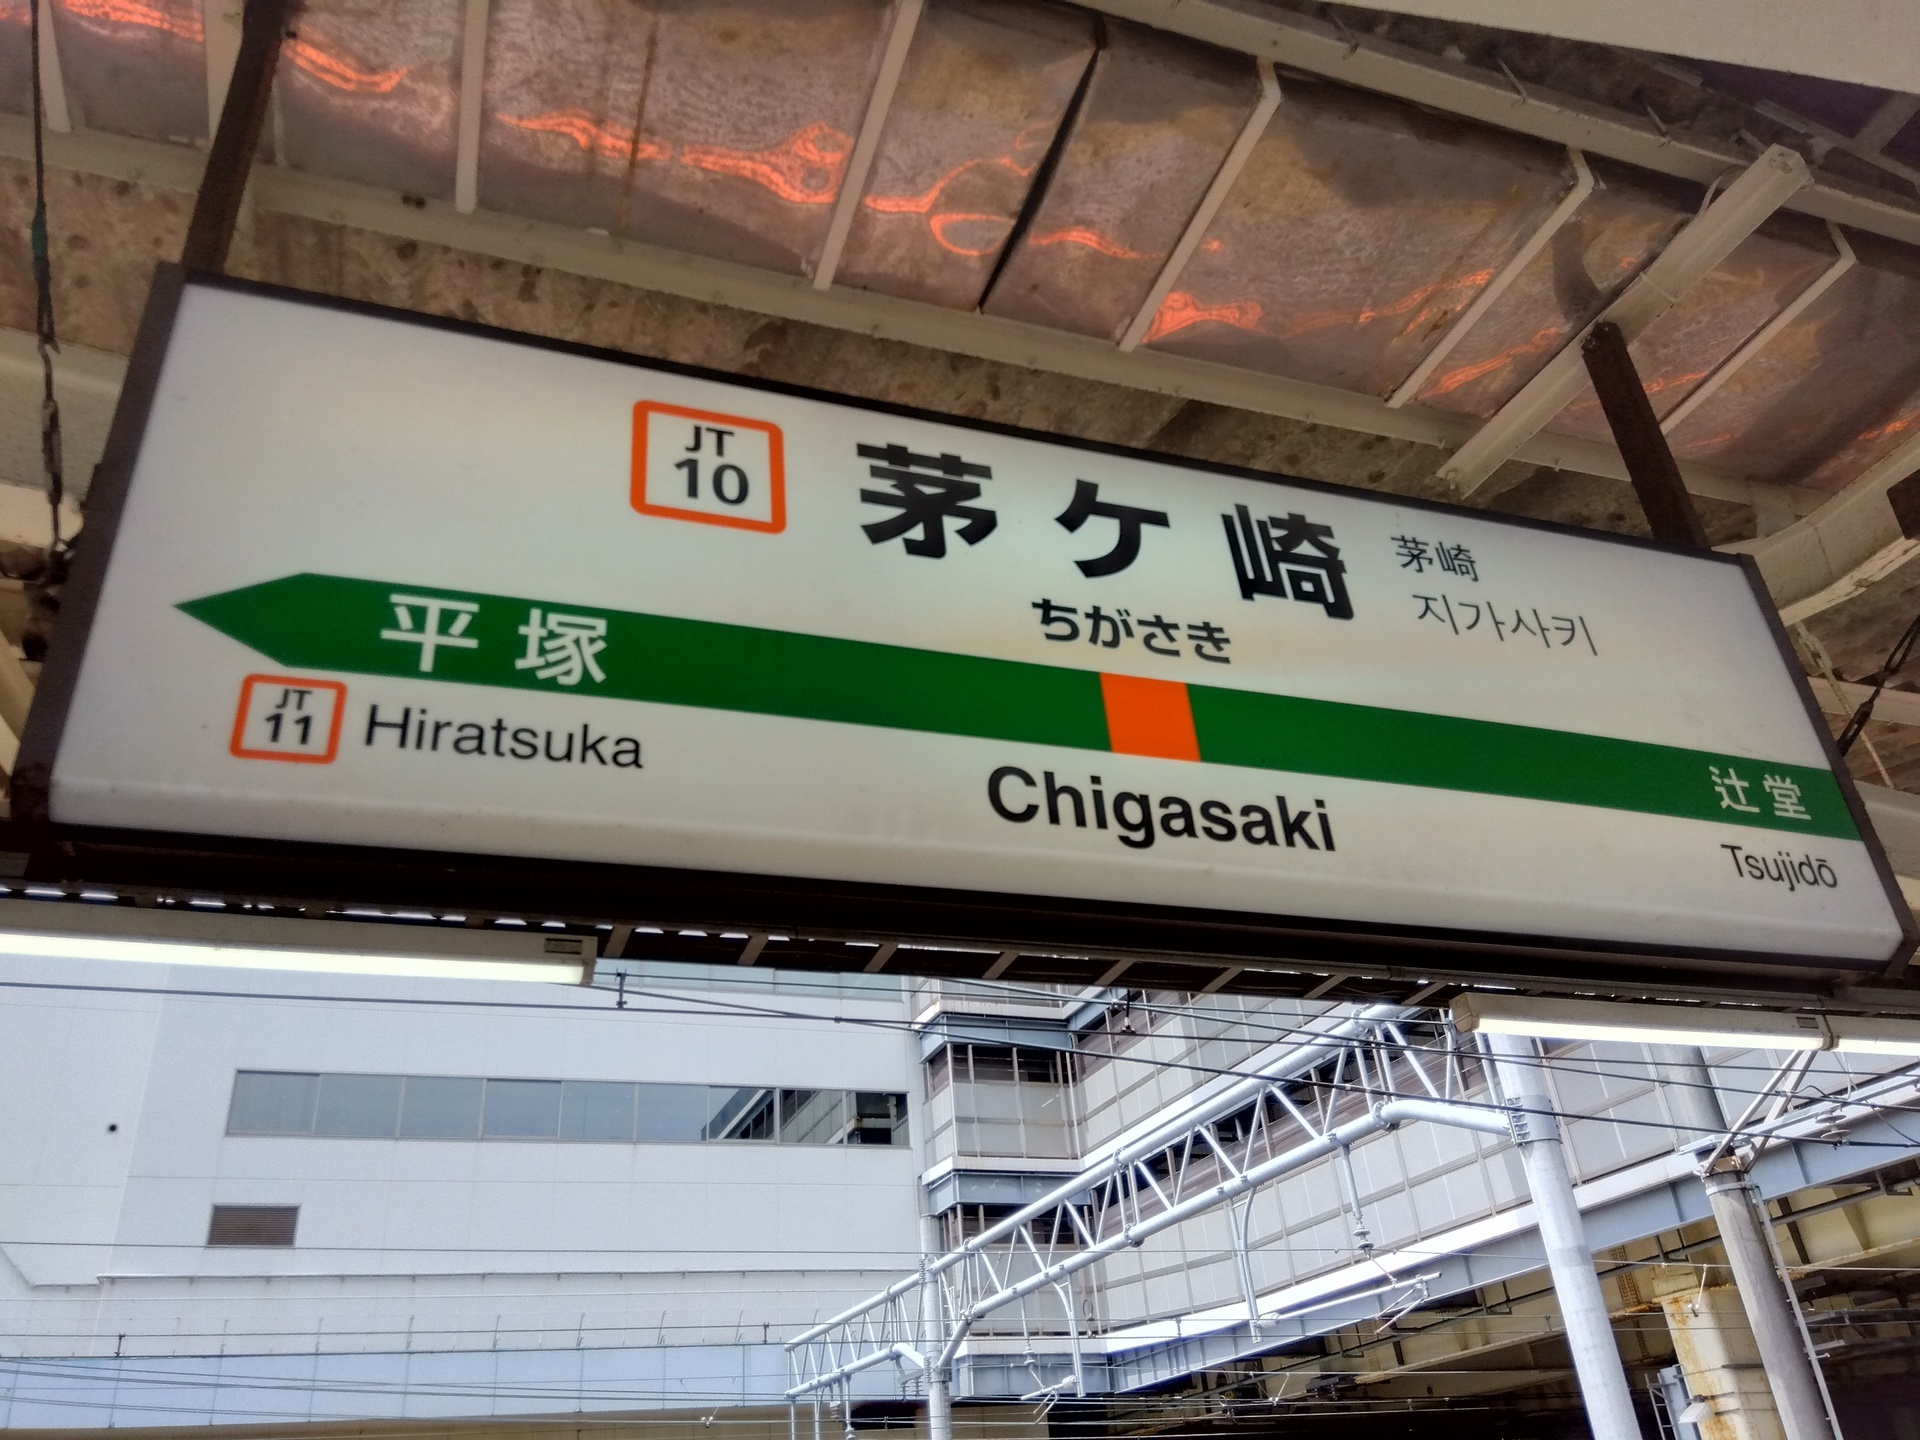 JT
10
茅ケ崎
茅崎
지가사키
ちがさき
平塚
辻堂
JT
11
Hiratsuka
Chigasaki
Tsujidō